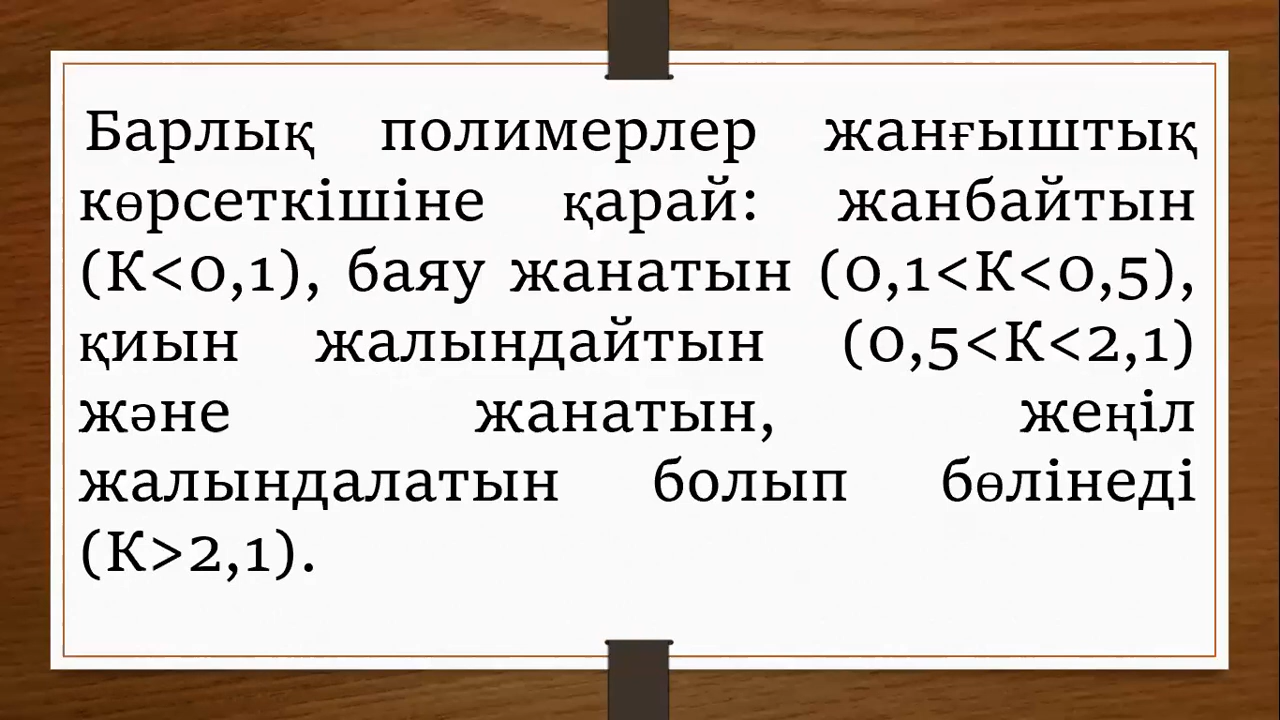 Барлық полимерлер жанғыштық
көрсеткішіне қарай: жанбайтын
(К<0,1), баяу жанатын (0,1<К<0,5),
қиын жалындайтын (0,5<К<2,1)
және жанатын, жеңіл
жалындалатын болып бөлінеді
(К>2,1).